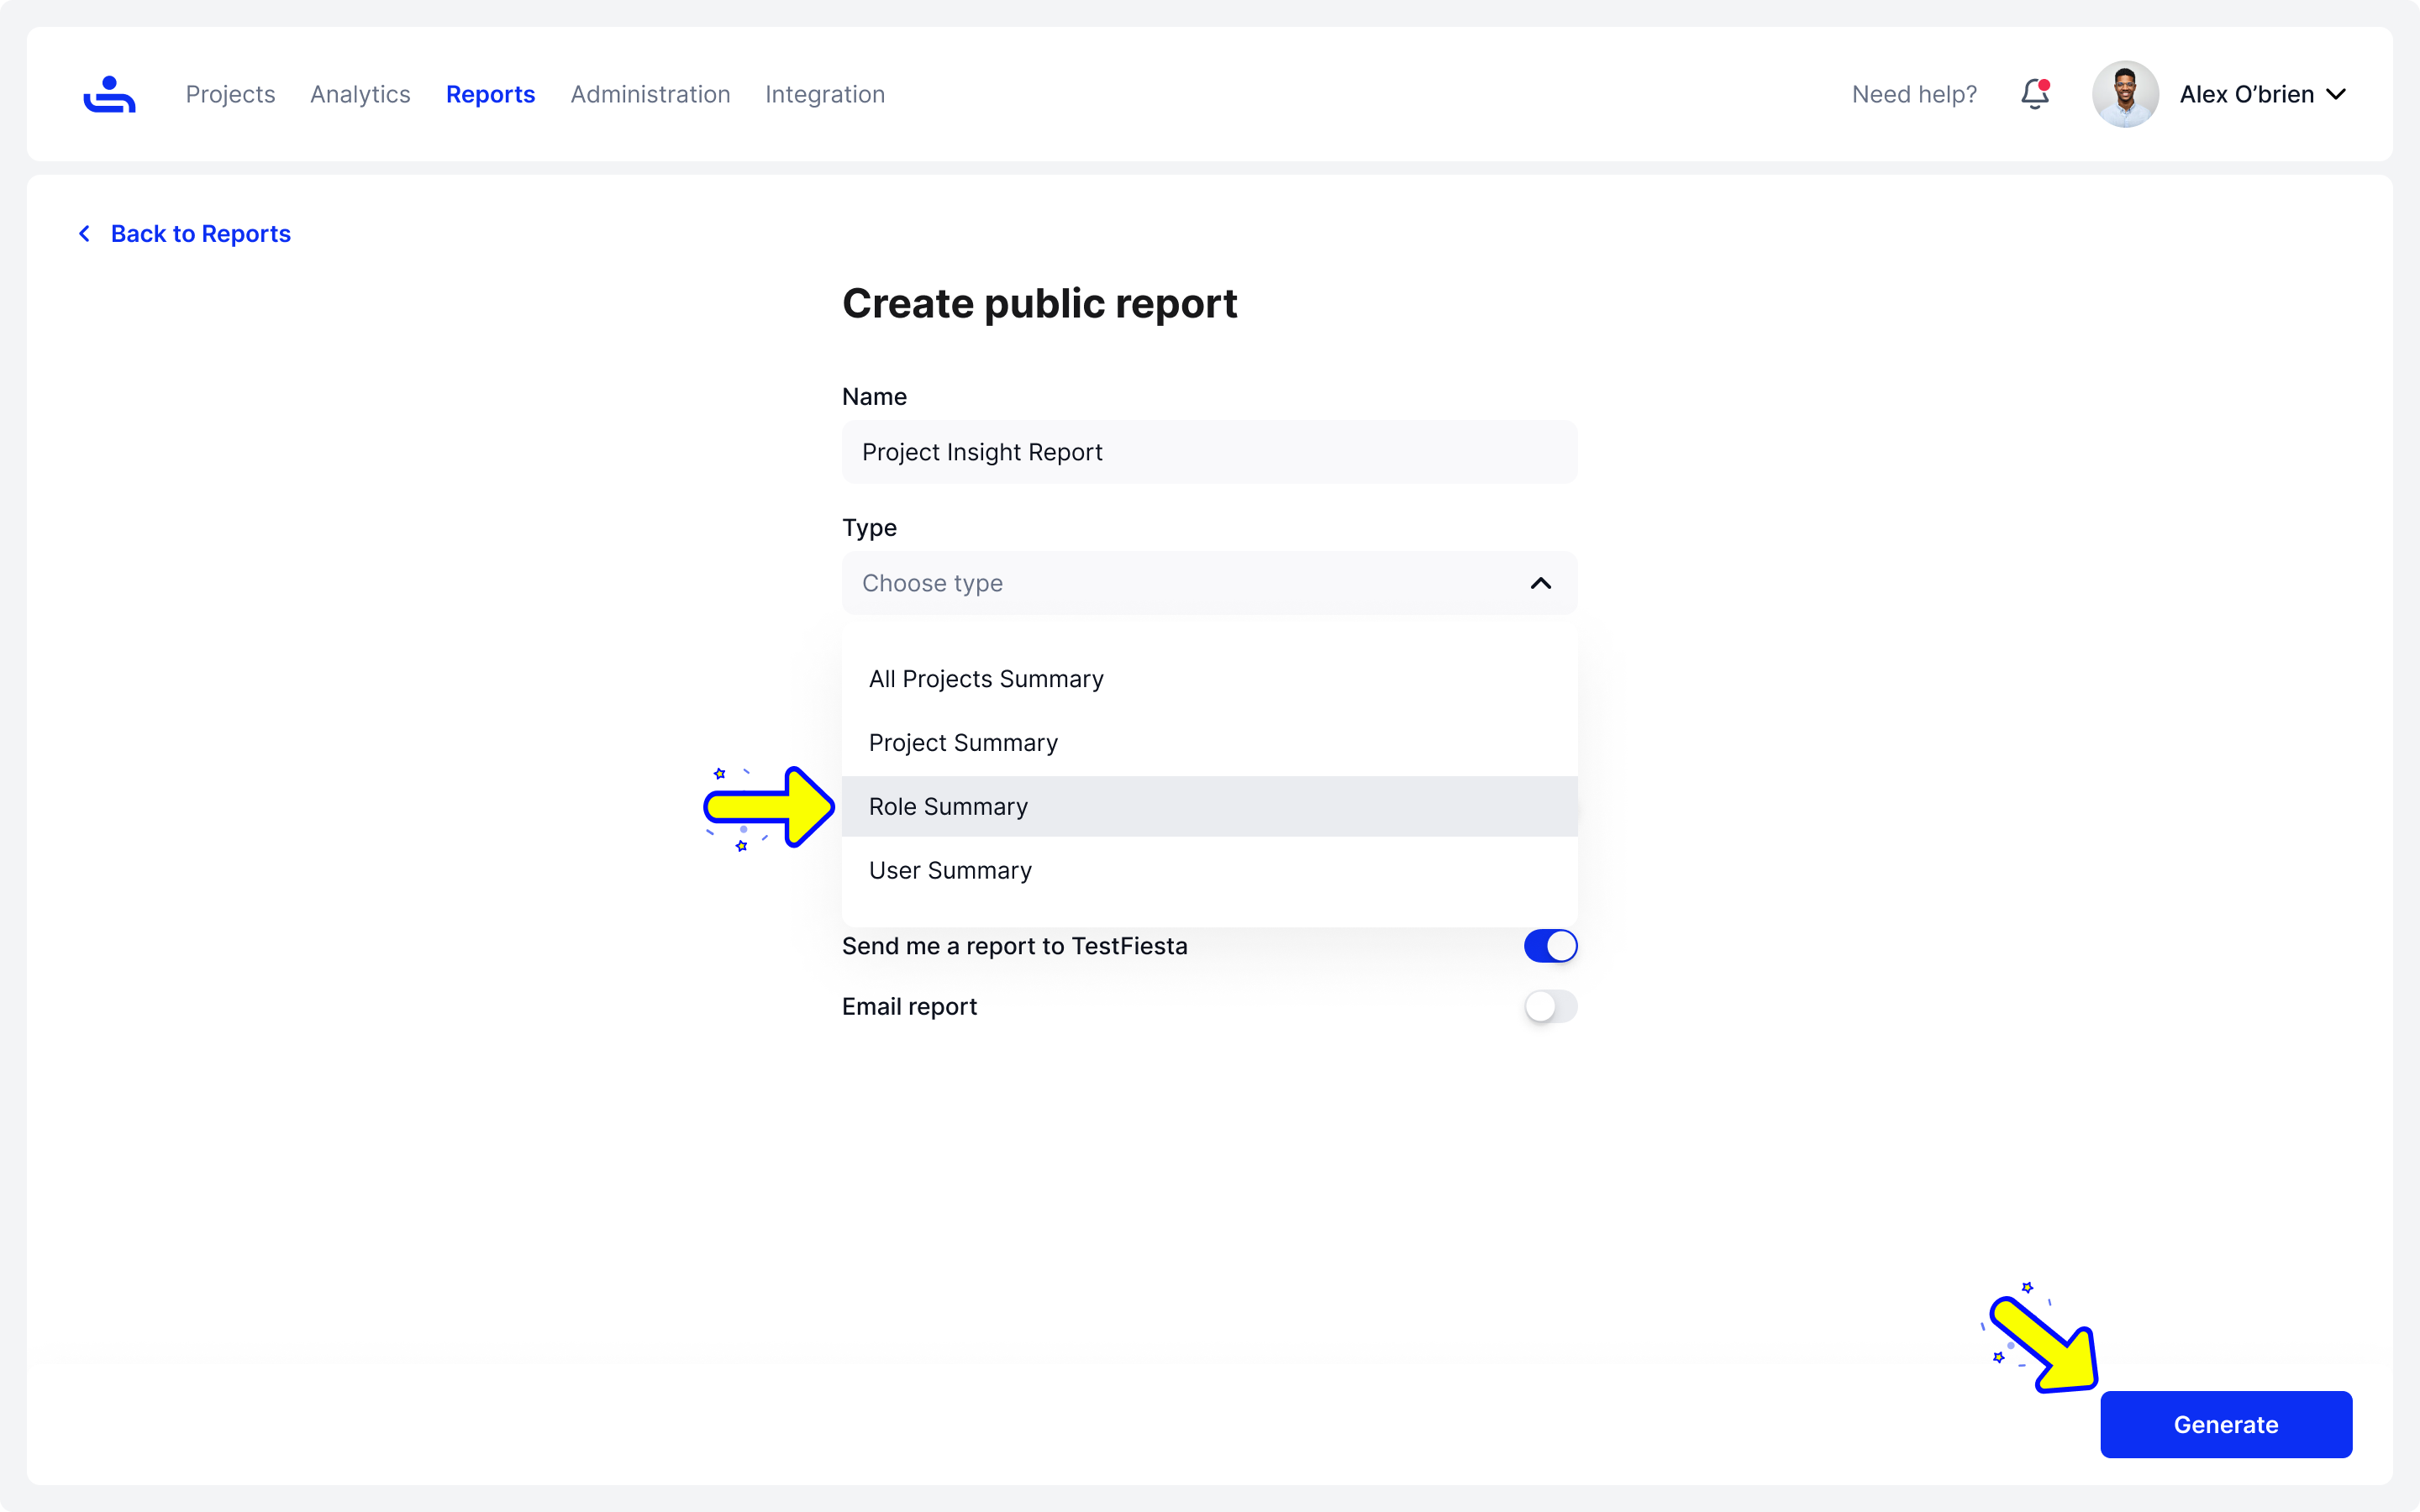 Projects Analytics Reports Administration Integration Need help? Alex O’brien
Back to Reports
Create public report
Name
Project Insight Report
Type
Choose type
All Projects Summary
Project Summary
Role Summary
User Summary
Send me a report to TestFiesta
Email report
Generate